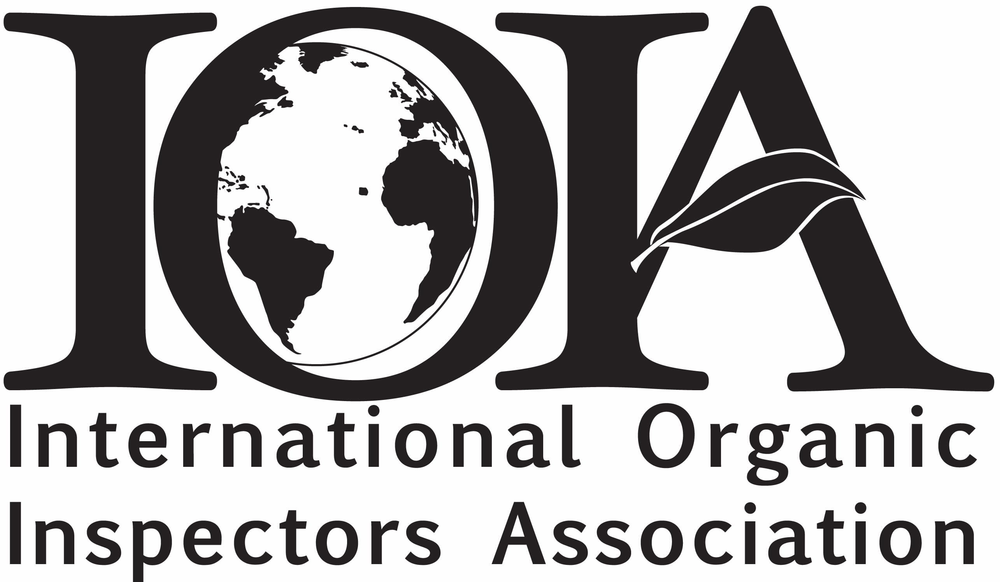 IOIA
International Organic
Inspectors Association